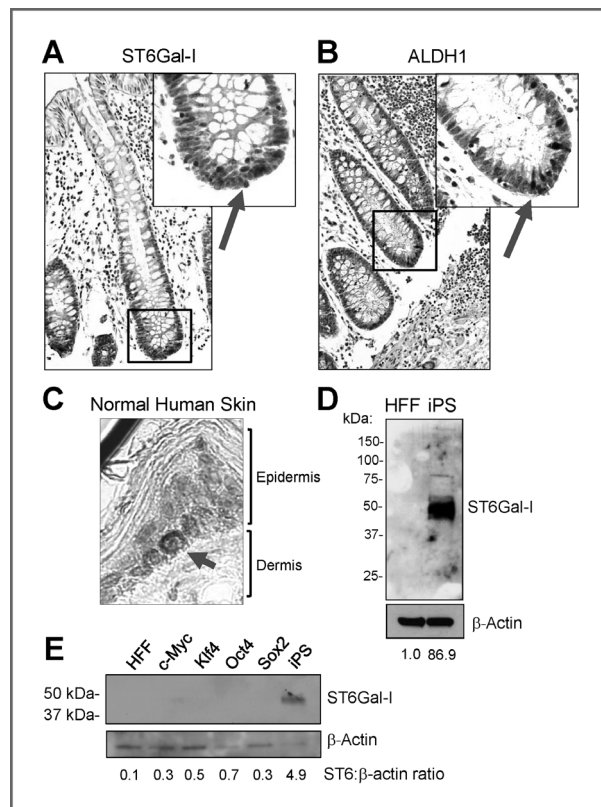 A
ST6Gal-I
B
ALDH1
C
Normal Human Skin
Epidermis
Dermis
D
HFF iPS
kDa:
150-
100-
75-
50-
37-
25-
ST6Gal-I
β-Actin
1.0 86.9
E
HFF c-Myc Klf4 Oct4 Sox2 iPS
50 kDa-
37 kDa-
ST6Gal-I
β-Actin
0.1 0.3 0.5 0.7 0.3 4.9 ST6:β-actin ratio